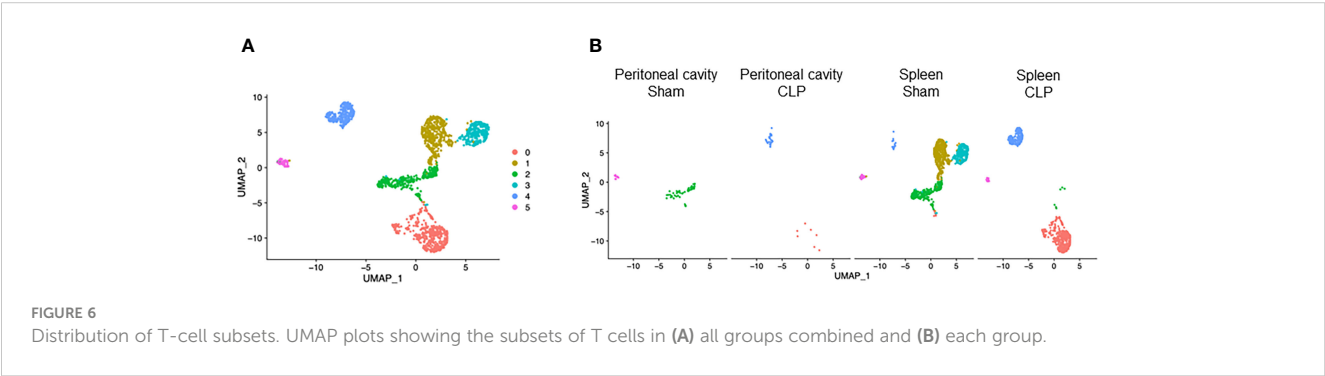 A
B
Peritoneal cavity
Sham
Peritoneal cavity
CLP
Spleen
Sham
Spleen
CLP
10
5
0
−5
−10
UMAP_2
−10
−5
0
5
UMAP_1
0
1
2
3
4
5
10
5
0
−5
−10
UMAP_2
−10
−5
0
5
−10
−5
0
5
−10
−5
0
5
−10
−5
0
5
UMAP_1
FIGURE 6
Distribution of T-cell subsets. UMAP plots showing the subsets of T cells in (A) all groups combined and (B) each group.